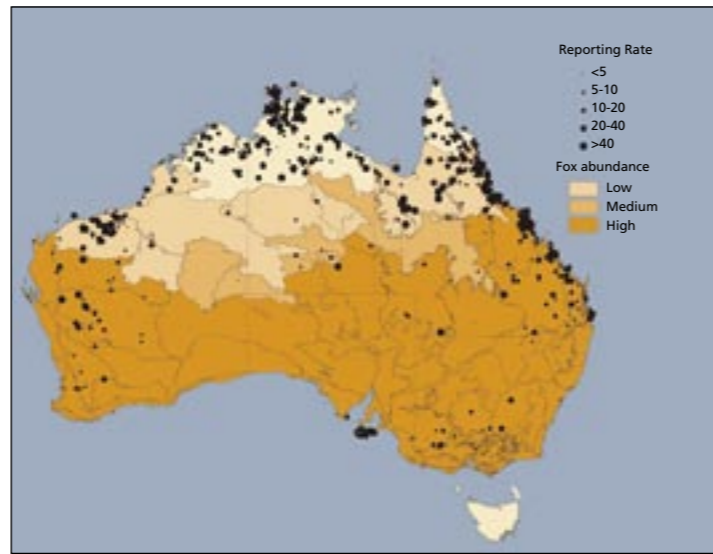 Reporting Rate
<5
5-10
10-20
20-40
>40
Fox abundance
Low
Medium
High